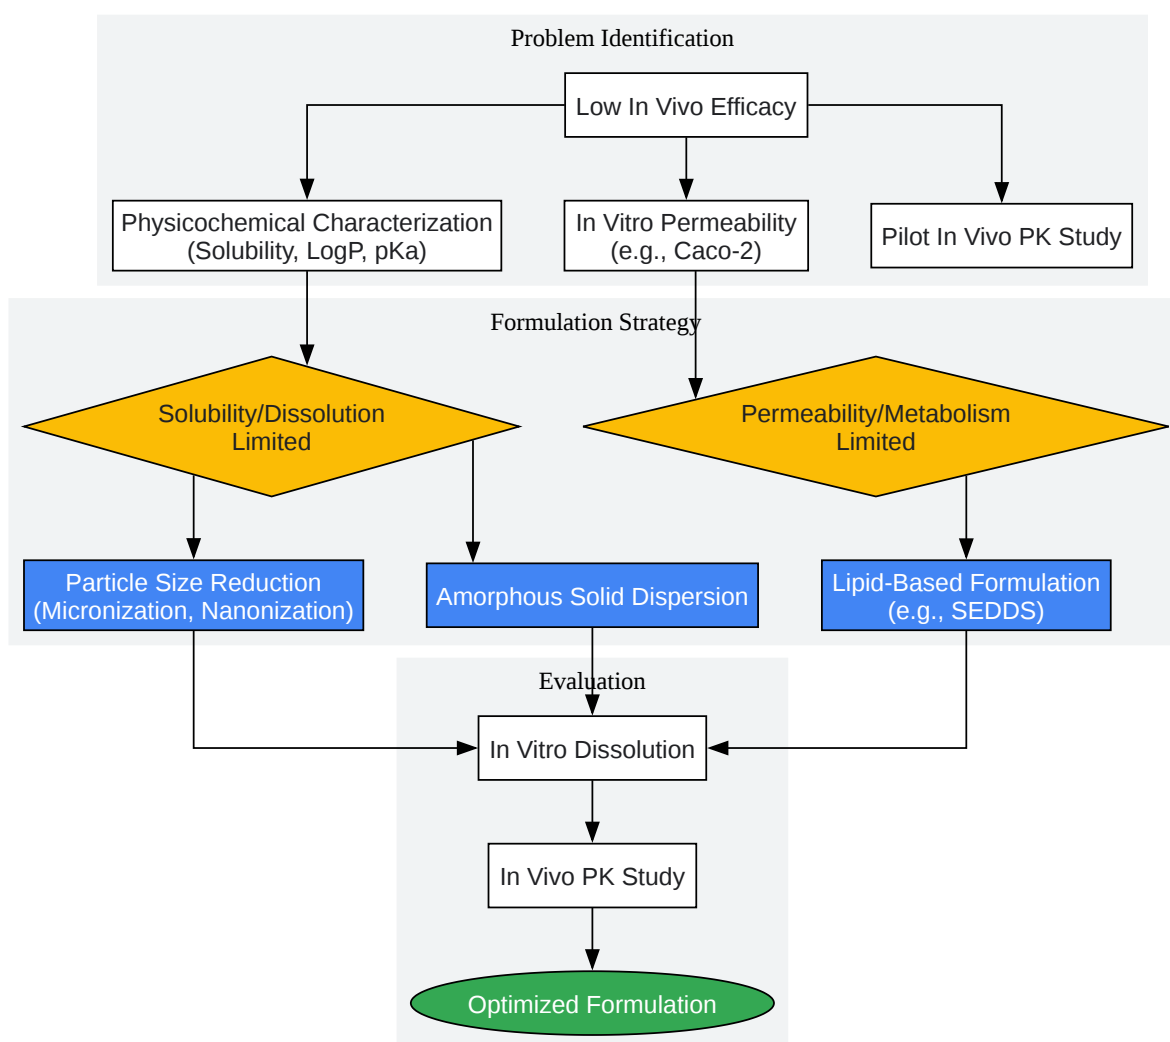 Problem Identification
Low In Vivo Efficacy
Physicochemical Characterization
(Solubility, LogP, pKa)
In Vitro Permeability
(e.g., Caco-2)
Pilot In Vivo PK Study
Formulation Strategy
Solubility/Dissolution
Limited
Permeability/Metabolism
Limited
Particle Size Reduction
(Micronization, Nanonization)
Amorphous Solid Dispersion
Lipid-Based Formulation
(e.g., SEDDS)
Evaluation
In Vitro Dissolution
In Vivo PK Study
Optimized Formulation